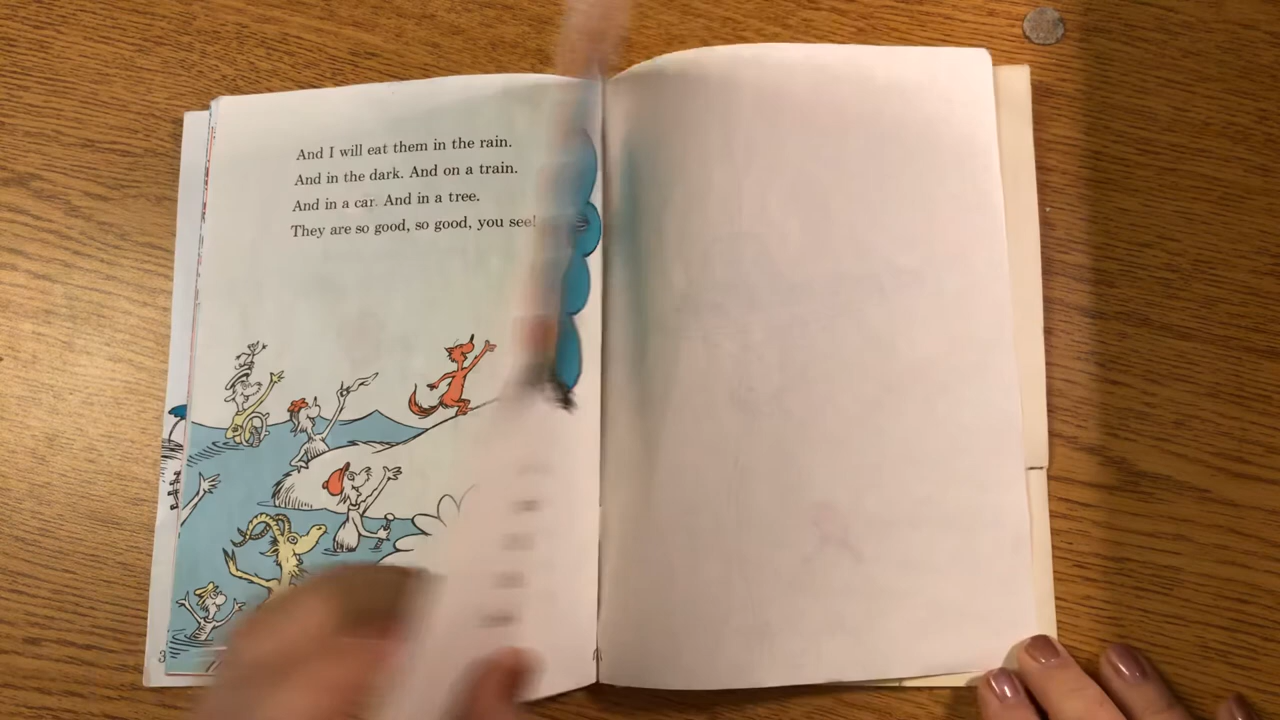 And I will eat them in the rain.
And in the dark. And on a train.
And in a car. And in a tree.
They are so good, so good, you see!
3